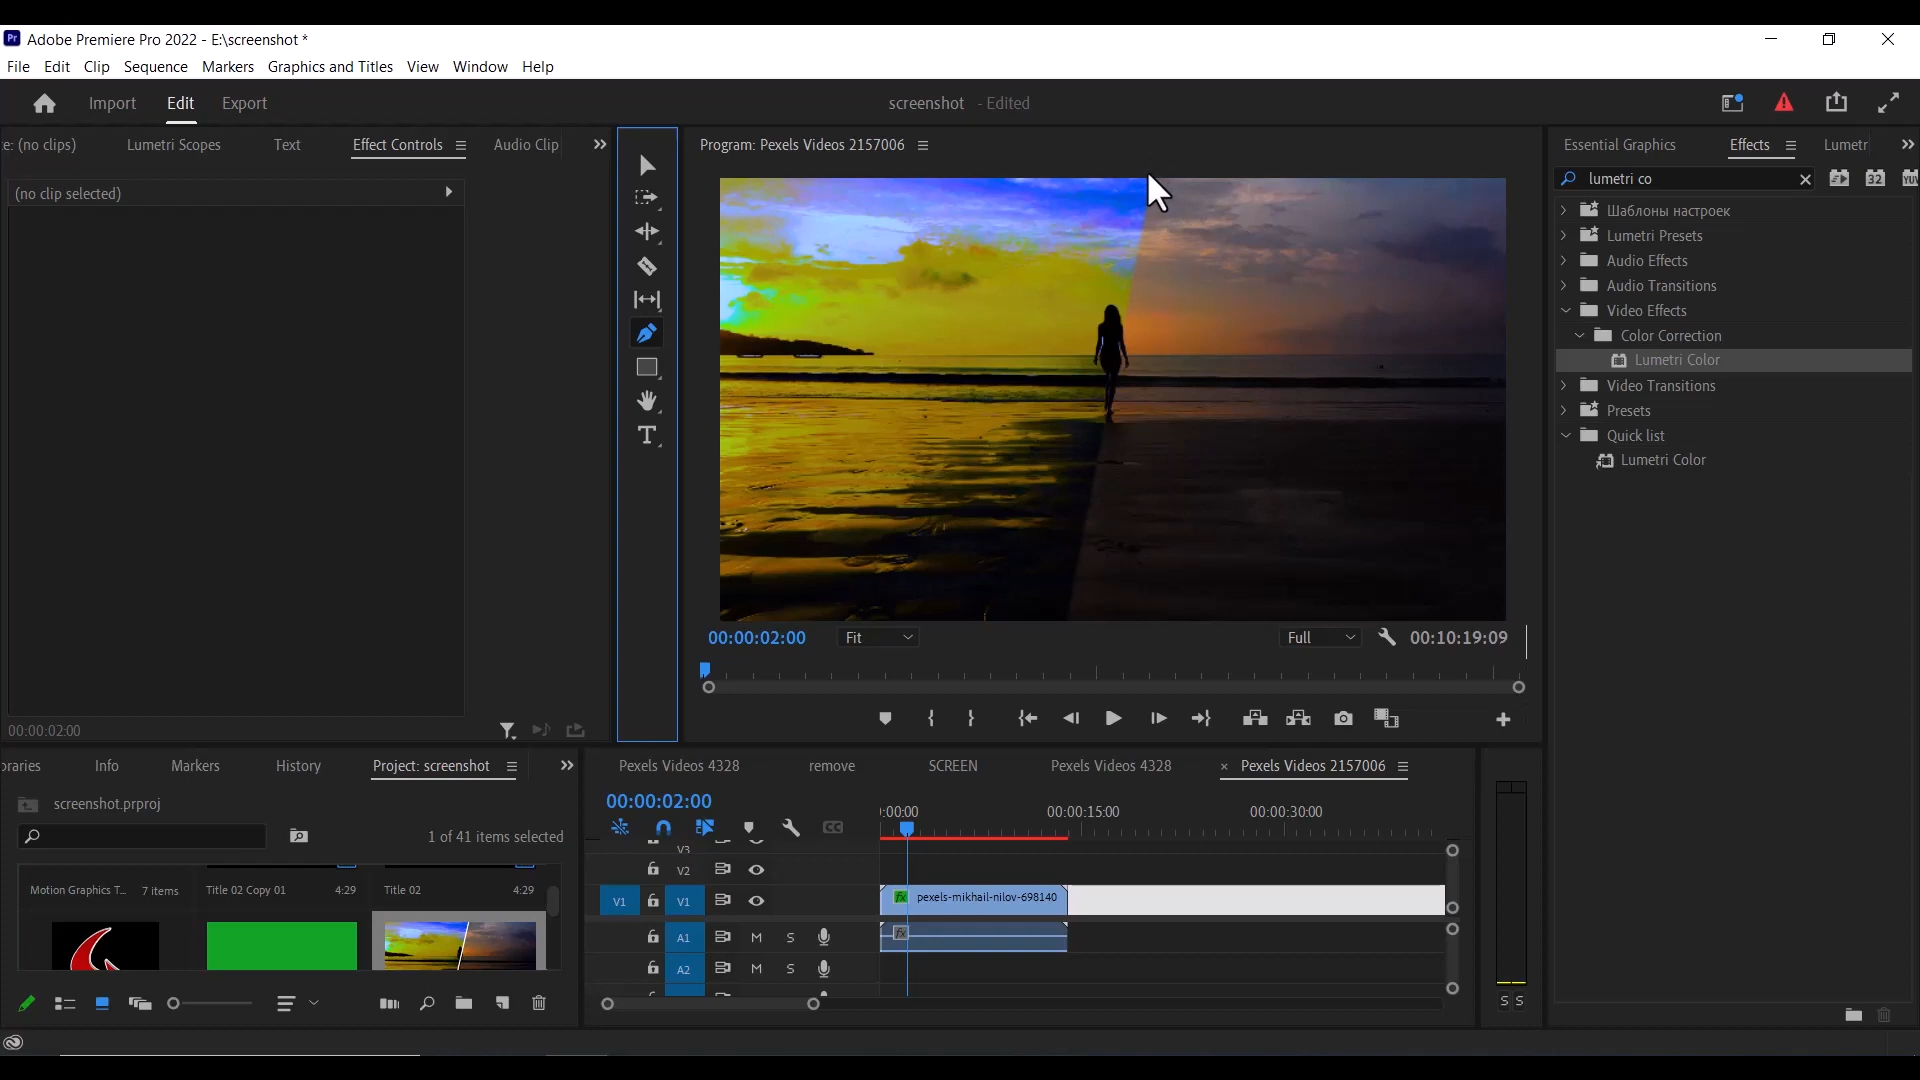 Pr Adobe Premiere Pro 2022 - E:\screenshot *
File Edit Clip Sequence Markers Graphics and Titles View Window Help
Import Edit Export
screenshot - Edited
e: (no clips) Lumetri Scopes Text Effect Controls Audio Clip
(no clip selected)
00:00:02:00
Program: Pexels Videos 2157006
00:00:02:00 Fit Full 00:10:19:09
Essential Graphics Effects Lumetr
lumetri co 32 YUV
Шаблоны настроек
Lumetri Presets
Audio Effects
Audio Transitions
Video Effects
Color Correction
Lumetri Color
Video Transitions
Presets
Quick list
Lumetri Color
oraries Info Markers History Project: screenshot
screenshot.prproj
1 of 41 items selected
Motion Graphics T... 7 items Title 02 Copy 01 4:29 Title 02 4:29
Pexels Videos 4328 remove SCREEN Pexels Videos 4328 × Pexels Videos 2157006
00:00:02:00
:00:00 00:00:15:00 00:00:30:00
CC
V3
V2
V1 V1 fx pexels-mikhail-nilov-698140
A1 M S fx
A2 M S
S S